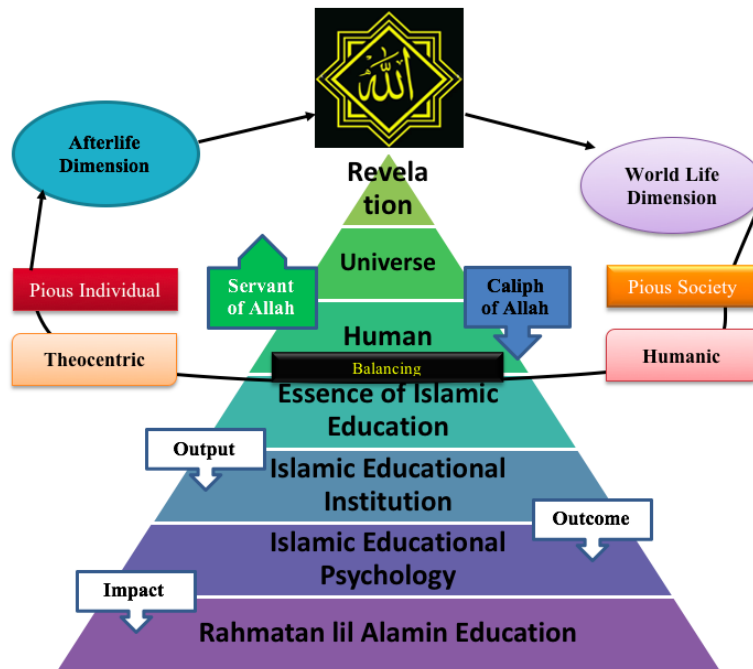 الله
Afterlife
Dimension
World Life
Dimension
Revela
tion
Universe
Servant
of Allah
Caliph
of Allah
Pious Individual
Pious Society
Human
Theocentric
Balancing
Humanic
Essence of Islamic
Education
Output
Islamic Educational
Institution
Outcome
Islamic Educational
Psychology
Impact
Rahmatan lil Alamin Education